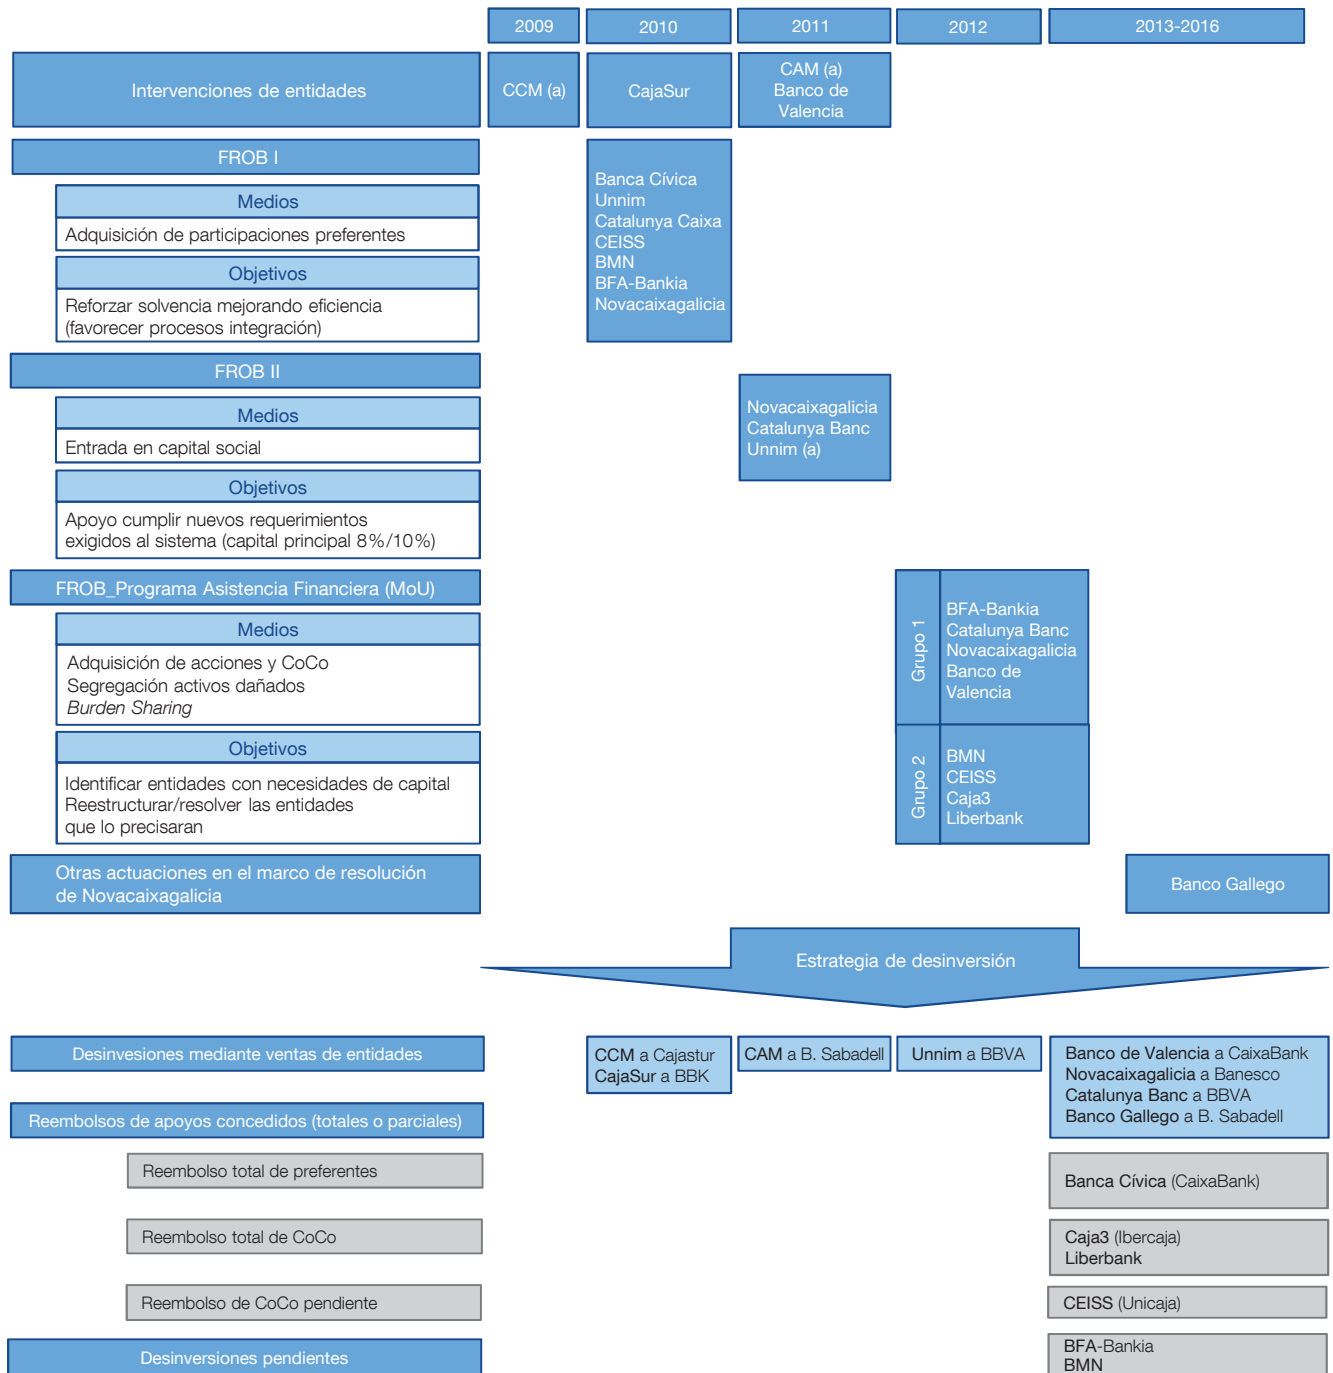 2009
2010
2011
2012
2013-2016
Intervenciones de entidades
CCM (a)
CajaSur
CAM (a)
Banco de
Valencia
FROB I
Medios
Adquisición de participaciones preferentes
Objetivos
Reforzar solvencia mejorando eficiencia
(favorecer procesos integración)
Banca Cívica
Unnim
Catalunya Caixa
CEISS
BMN
BFA-Bankia
Novacaixagalicia
FROB II
Medios
Entrada en capital social
Objetivos
Apoyo cumplir nuevos requerimientos
exigidos al sistema (capital principal 8%/10%)
Novacaixagalicia
Catalunya Banc
Unnim (a)
FROB_Programa Asistencia Financiera (MoU)
Medios
Adquisición de acciones y CoCo
Segregación activos dañados
Burden Sharing
Objetivos
Identificar entidades con necesidades de capital
Reestructurar/resolver las entidades
que lo precisaran
Grupo 1
BFA-Bankia
Catalunya Banc
Novacaixagalicia
Banco de
Valencia
Grupo 2
BMN
CEISS
Caja3
Liberbank
Otras actuaciones en el marco de resolución
de Novacaixagalicia
Banco Gallego
Estrategia de desinversión
Desinvesiones mediante ventas de entidades
CCM a Cajastur
CajaSur a BBK
CAM a B. Sabadell
Unnim a BBVA
Banco de Valencia a CaixaBank
Novacaixagalicia a Banesco
Catalunya Banc a BBVA
Banco Gallego a B. Sabadell
Reembolsos de apoyos concedidos (totales o parciales)
Reembolso total de preferentes
Banca Cívica (CaixaBank)
Reembolso total de CoCo
Caja3 (Ibercaja)
Liberbank
Reembolso de CoCo pendiente
CEISS (Unicaja)
Desinversiones pendientes
BFA-Bankia
BMN